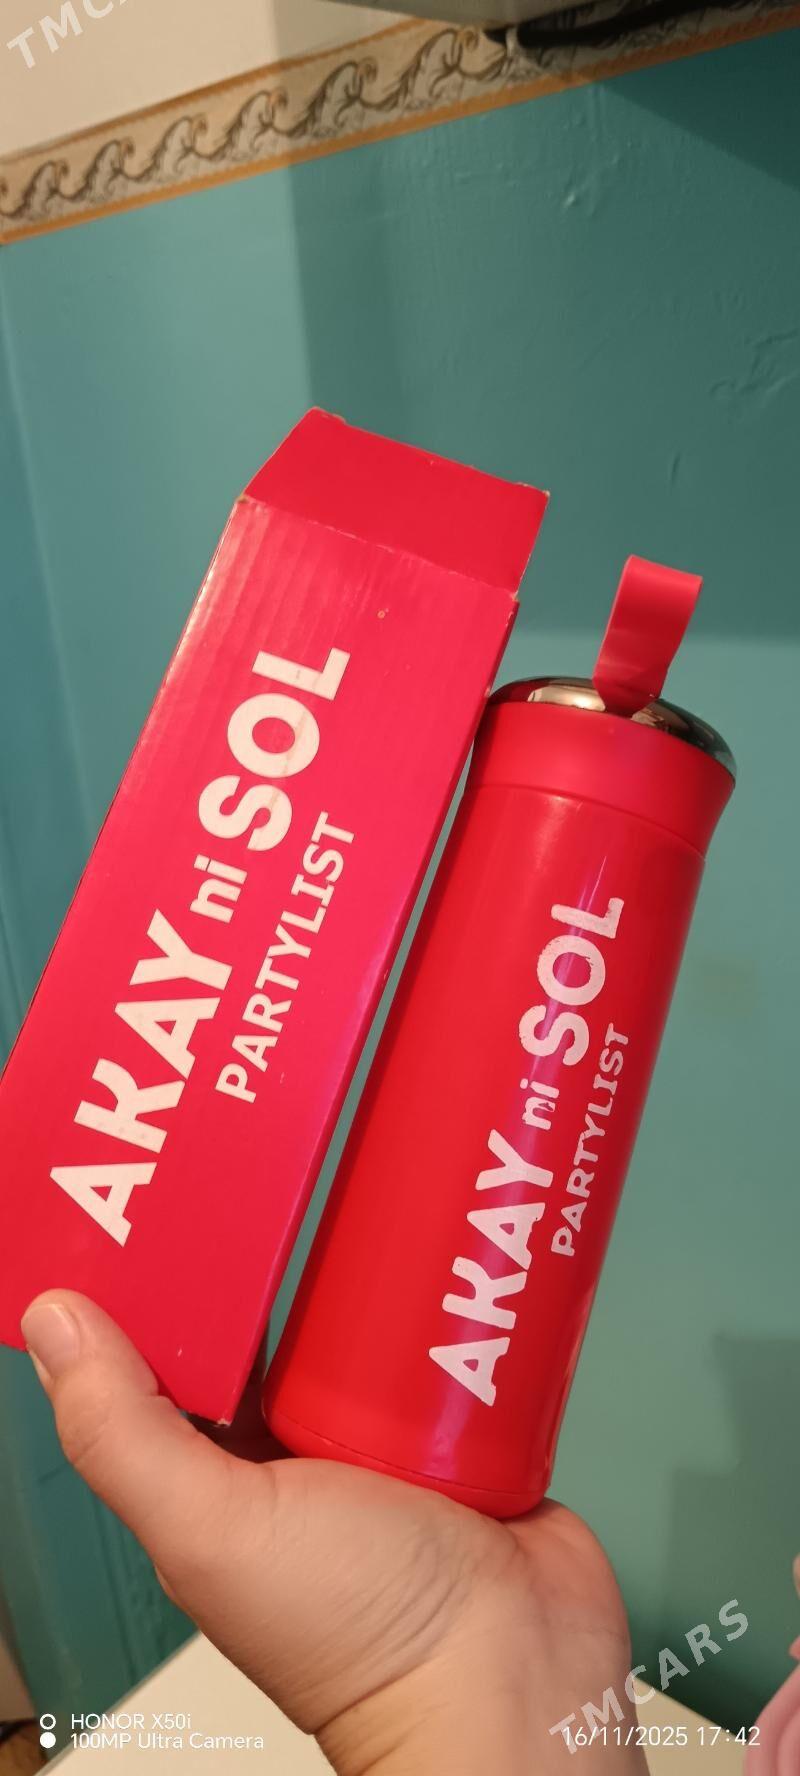 TMCARS
AKAY ni SOL
PARTYLIST
AKAY ni SOL
PARTYLIST
TMCARS
HONOR X50i
100MP Ultra Camera
16/11/2025 17:42